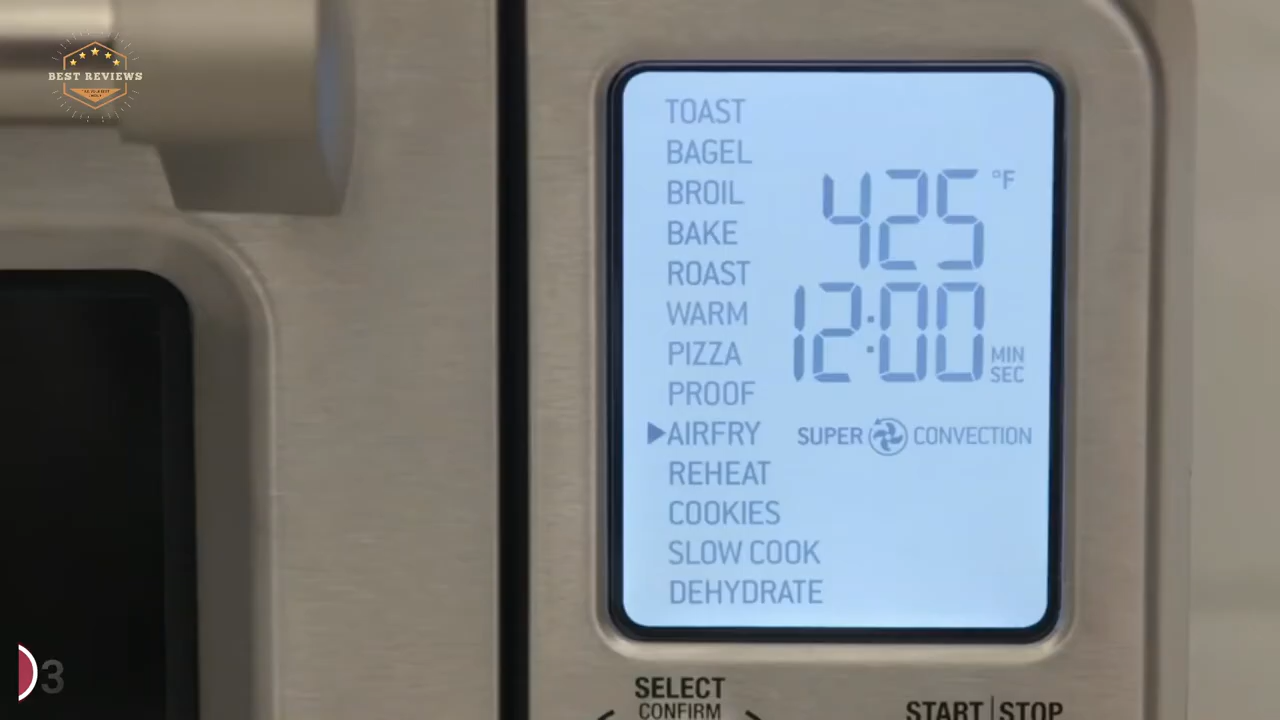 BEST REVIEWS
TOAST
BAGEL
BROIL
BAKE
ROAST
WARM
PIZZA
PROOF
▶AIRFRY
REHEAT
COOKIES
SLOW COOK
DEHYDRATE
425 °F
12:00 MIN SEC
SUPER CONVECTION
SELECT
CONFIRM
START|STOP
3